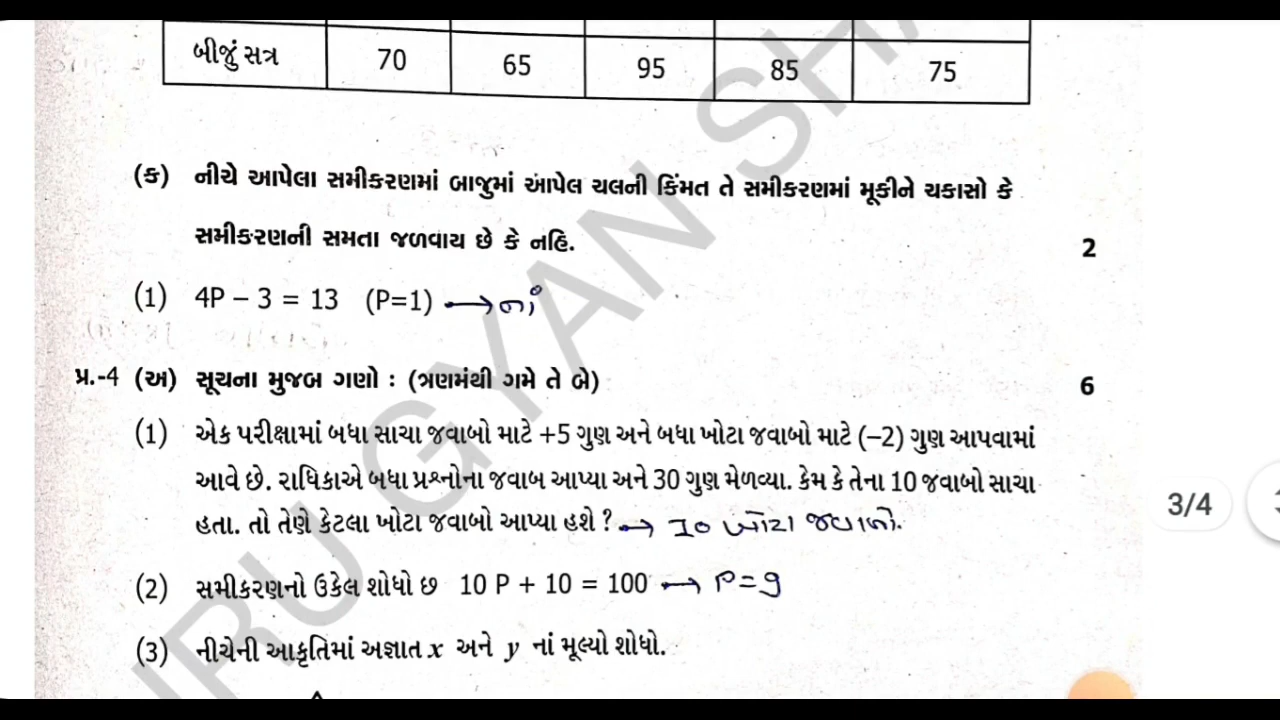 બીજું સત્ર 70 65 95 85 75
(ક) નીચે આપેલા સમીકરણમાં બાજુમાં આપેલ ચલની કિંમત તે સમીકરણમાં મૂકીને ચકાસો કે
સમીકરણની સમતા જળવાય છે કે નહિ. 2
(1) 4P – 3 = 13 (P=1) → નાં
પ્ર.-4 (અ) સૂચના મુજબ ગણો : (ત્રણમંથી ગમે તે બે) 6
(1) એક પરીક્ષામાં બધા સાચા જવાબો માટે +5 ગુણ અને બધા ખોટા જવાબો માટે (–2) ગુણ આપવામાં
આવે છે. રાધિકાએ બધા પ્રશ્નોના જવાબ આપ્યા અને 30 ગુણ મેળવ્યા. કેમ કે તેના 10 જવાબો સાચા
હતા. તો તેણે કેટલા ખોટા જવાબો આપ્યા હશે ? → 10 ખોટા જવાબો.
3/4
(2) સમીકરણનો ઉકેલ શોધો છ 10 P + 10 = 100 → P = 9
(3) નીચેની આકૃતિમાં અજ્ઞાત x અને y નાં મૂલ્યો શોધો.
URU GYAN SHA